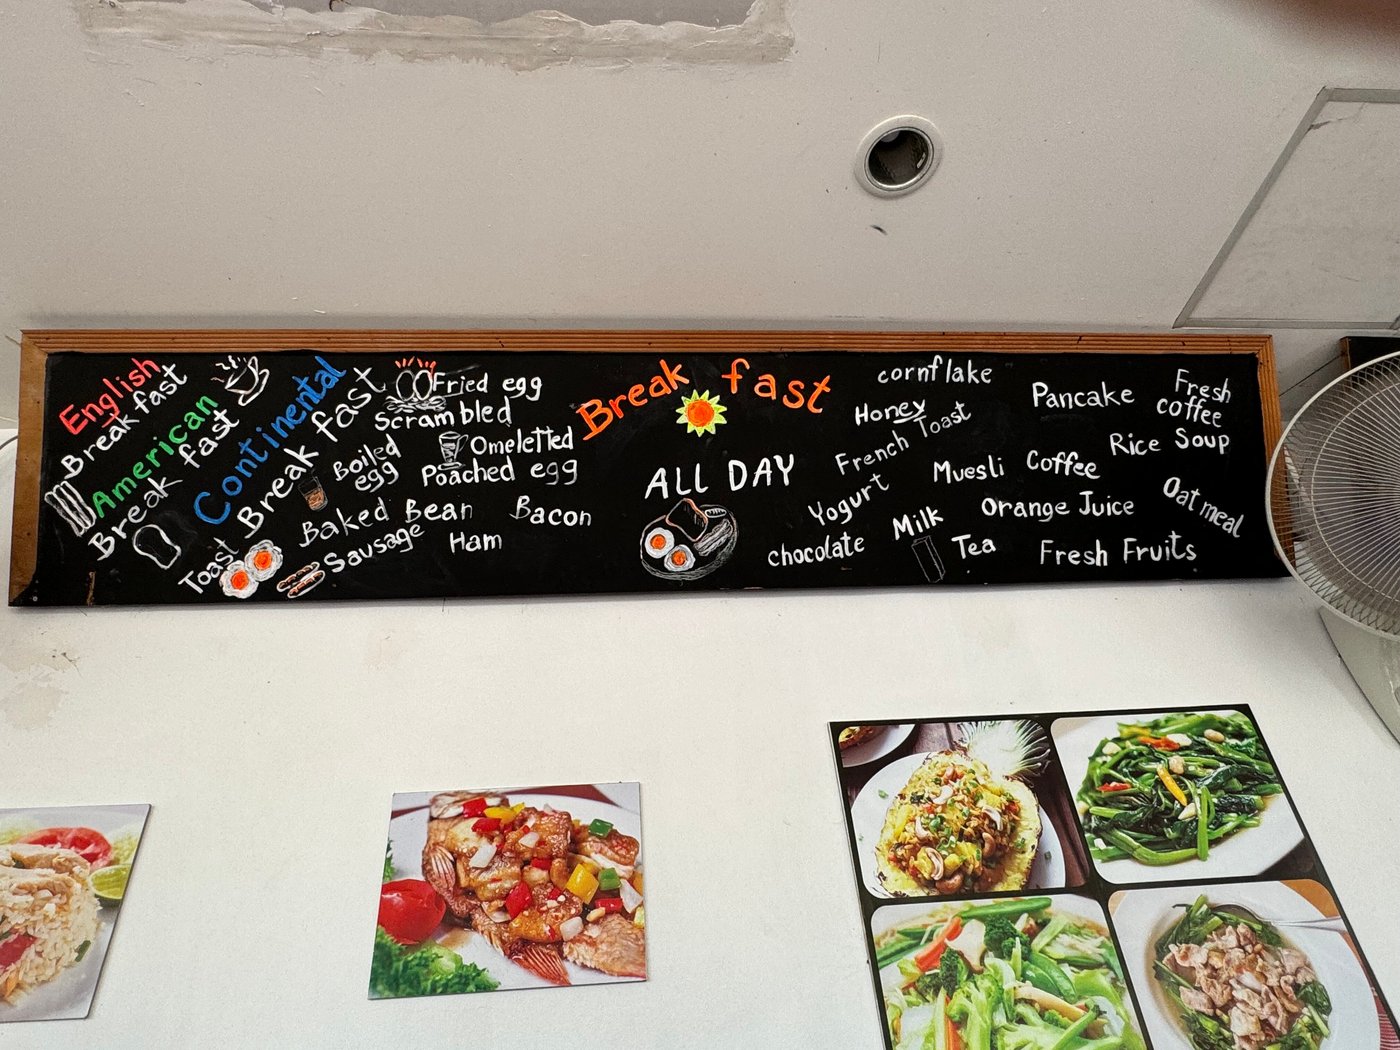 English
Break fast
American
Break fast
Continental
Break fast
Toast
Fried egg
Scrambled
Boiled
egg
Omeletted
Poached egg
Baked Bean
Bacon
Sausage
Ham
Break fast
ALL DAY
cornflake
Honey
French Toast
Yogurt
chocolate
Milk
Tea
Muesli
Pancake
Coffee
Orange Juice
Fresh Fruits
Fresh
coffee
Rice Soup
Oat meal